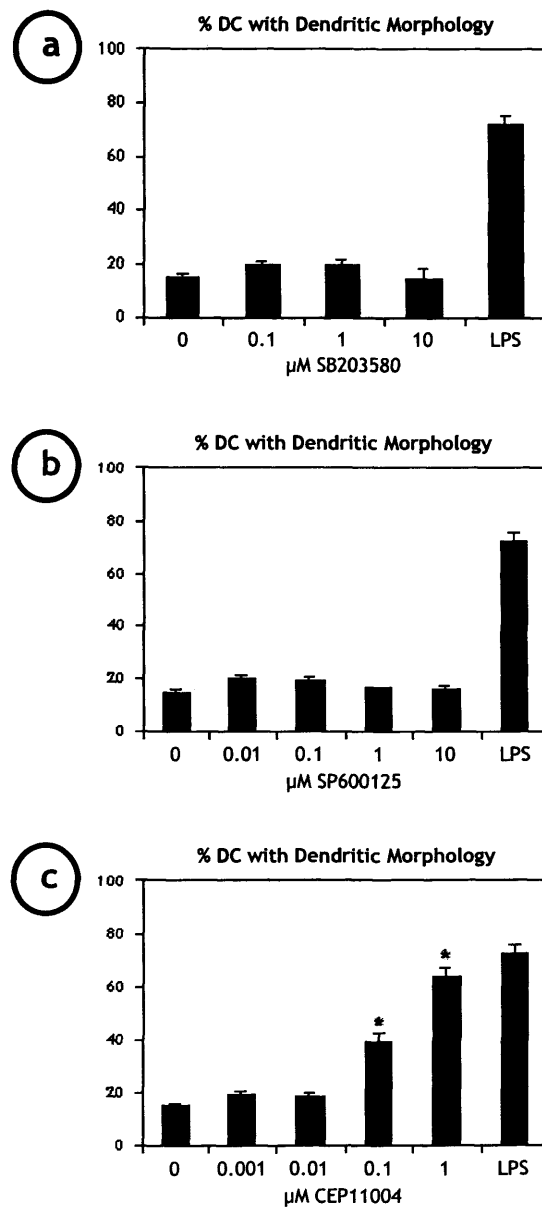 a
% DC with Dendritic Morphology
100
80
60
40
20
0
0 0.1 1 10 LPS
µM SB203580
b
% DC with Dendritic Morphology
100
80
60
40
20
0
0 0.01 0.1 1 10 LPS
µM SP600125
c
% DC with Dendritic Morphology
100
80
60
40
20
0
* *
0 0.001 0.01 0.1 1 LPS
µM CEP11004